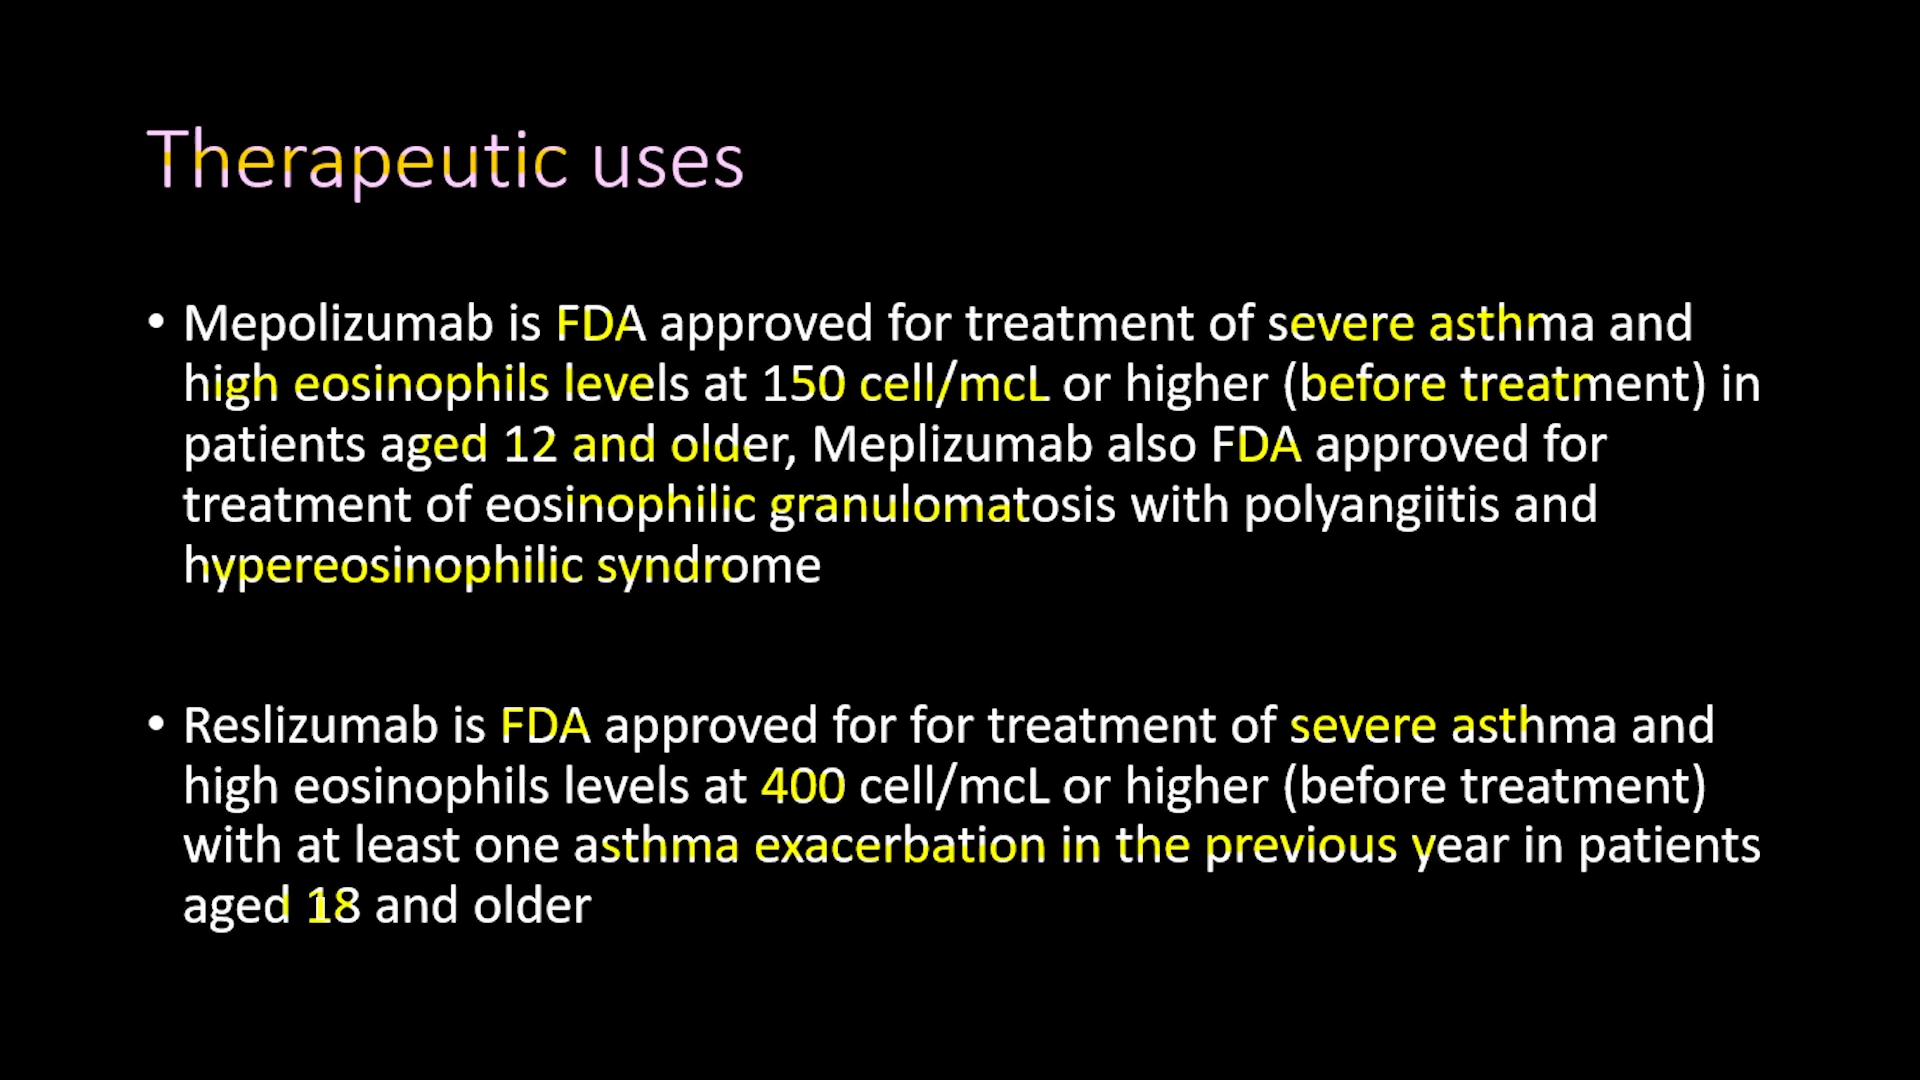 Therapeutic uses
• Mepolizumab is FDA approved for treatment of severe asthma and
high eosinophils levels at 150 cell/mcL or higher (before treatment) in
patients aged 12 and older, Meplizumab also FDA approved for
treatment of eosinophilic granulomatosis with polyangiitis and
hypereosinophilic syndrome
• Reslizumab is FDA approved for for treatment of severe asthma and
high eosinophils levels at 400 cell/mcL or higher (before treatment)
with at least one asthma exacerbation in the previous year in patients
aged 18 and older